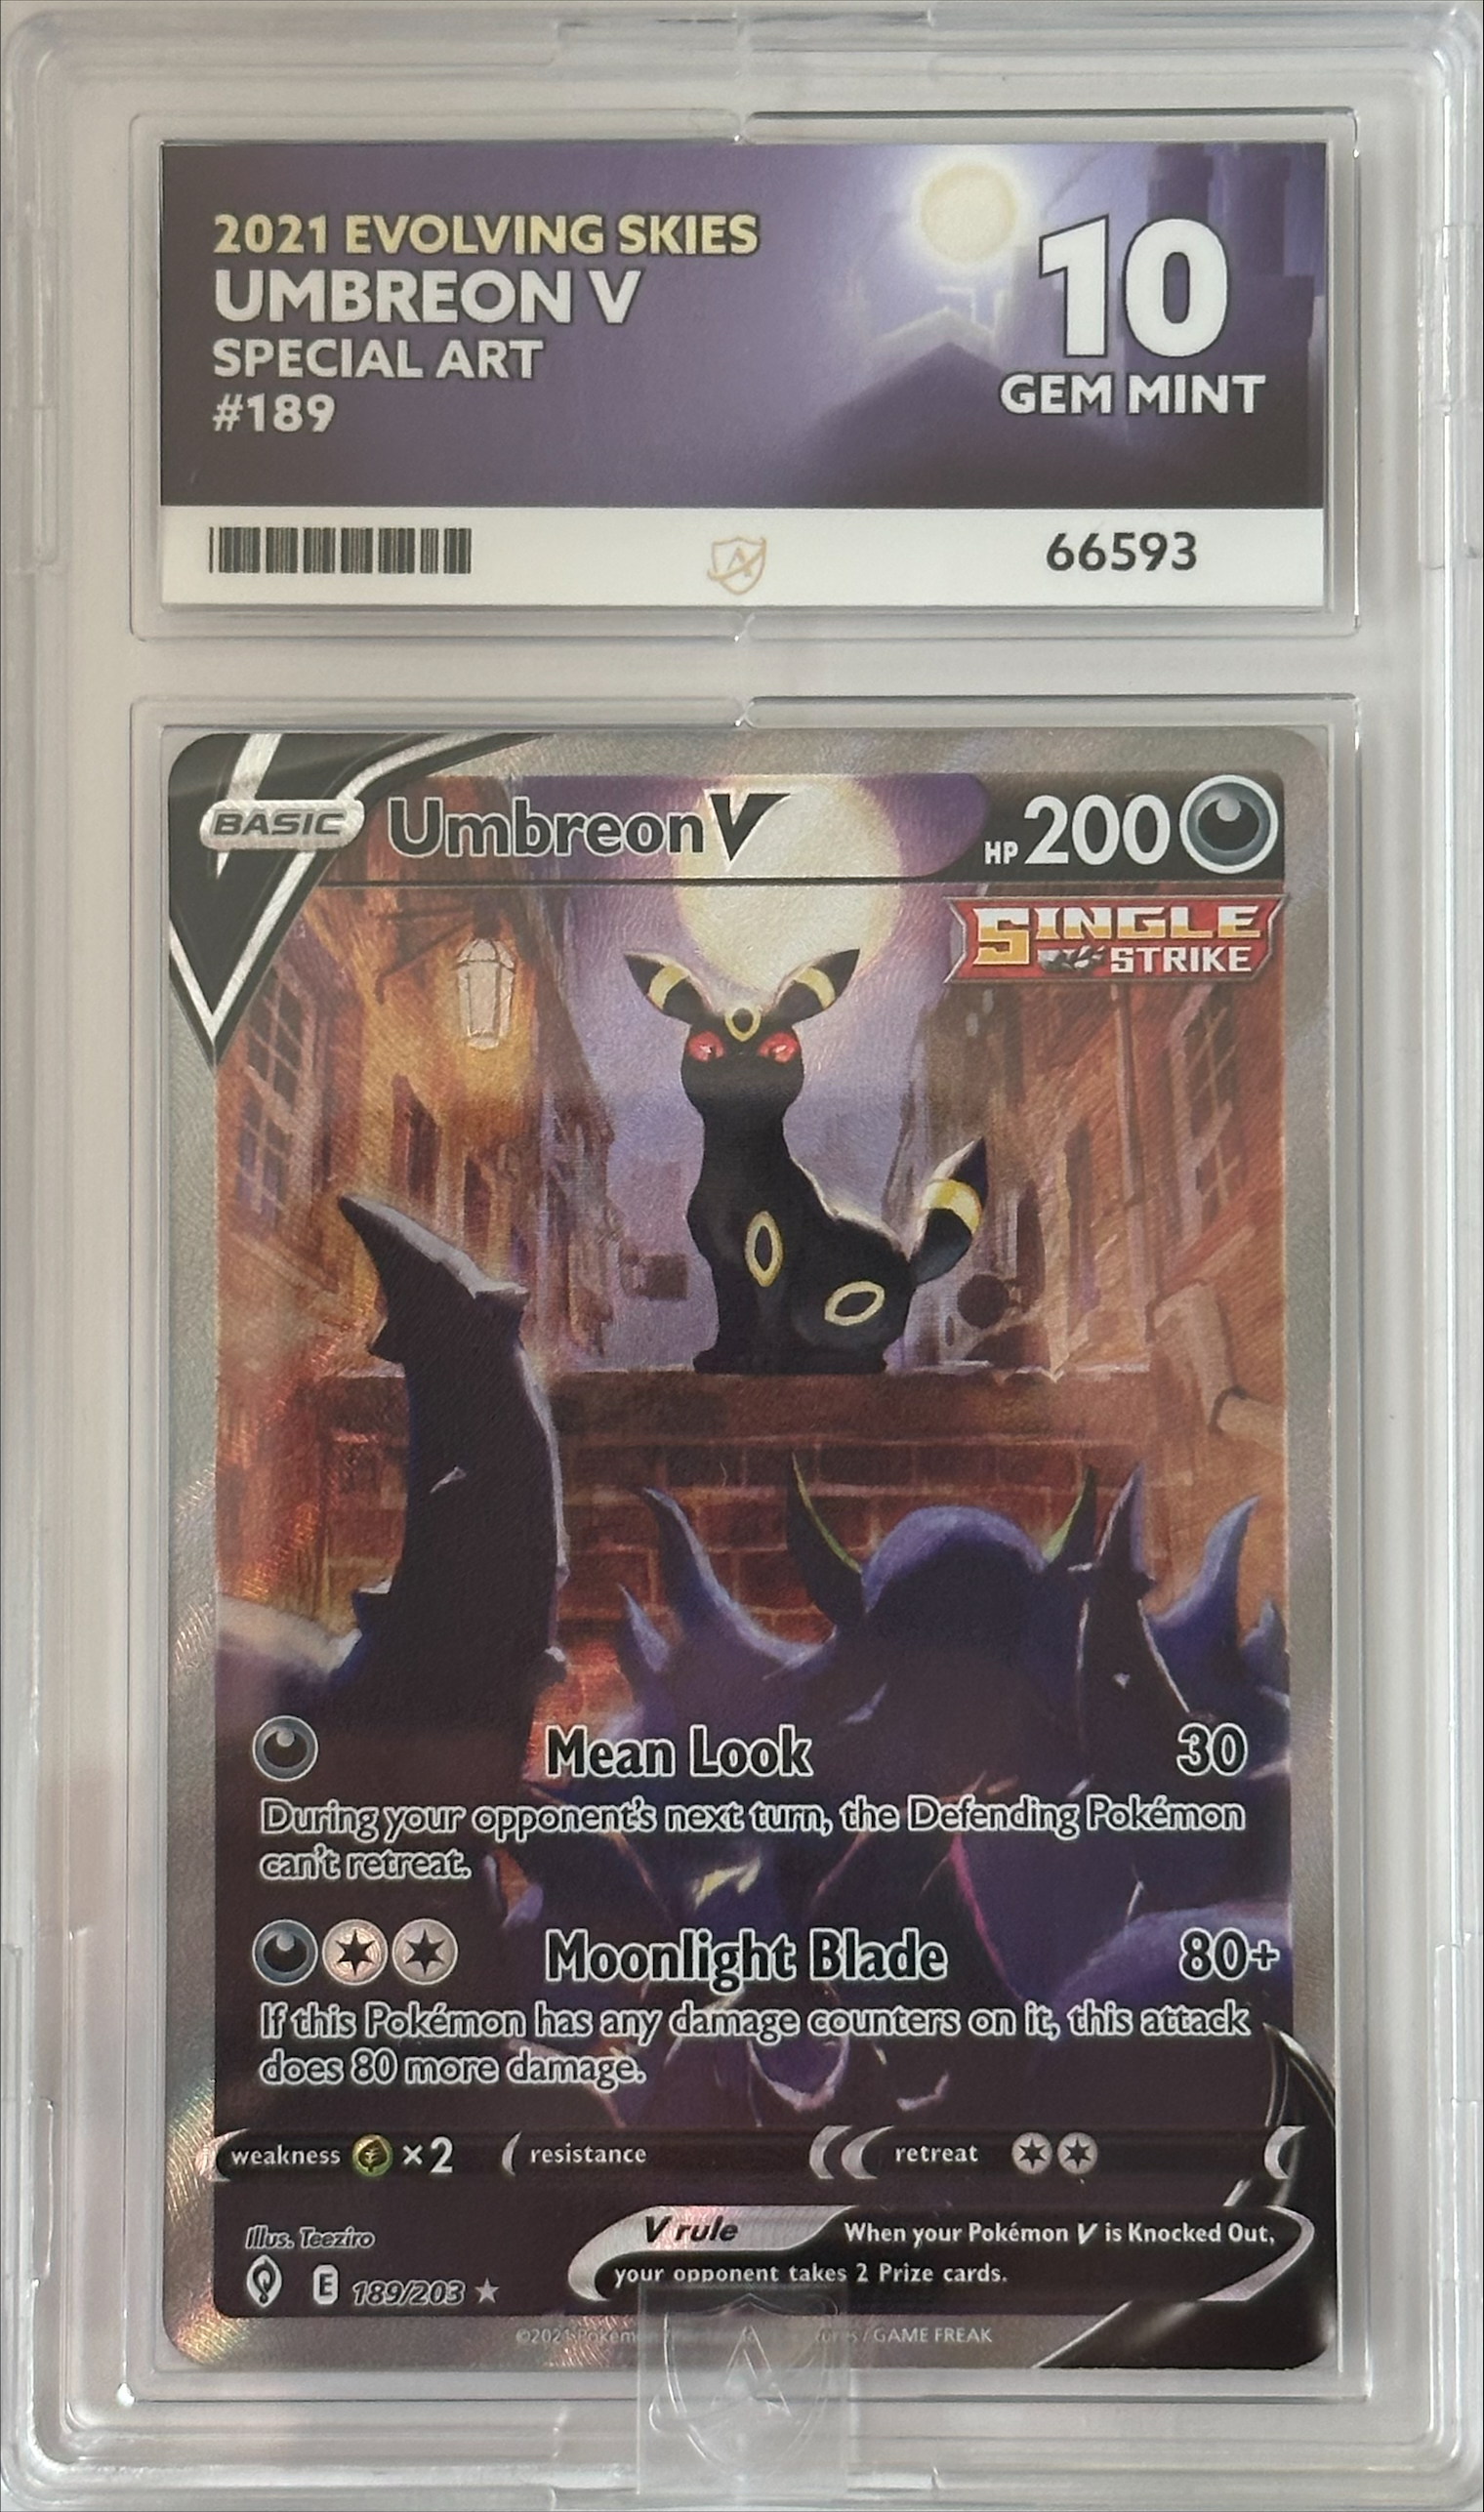 2021 EVOLVING SKIES
UMBREON V
SPECIAL ART
#189
10
GEM MINT
66593
BASIC
Umbreon V
HP 200
SINGLE
STRIKE
Mean Look 30
During your opponent's next turn, the Defending Pokémon
can't retreat.
Moonlight Blade 80+
If this Pokémon has any damage counters on it, this attack
does 80 more damage.
weakness ×2 resistance retreat
V rule When your Pokémon V is Knocked Out,
your opponent takes 2 Prize cards.
Illus. Teeziro
E 189/203
©2021 Pokémon / GAME FREAK